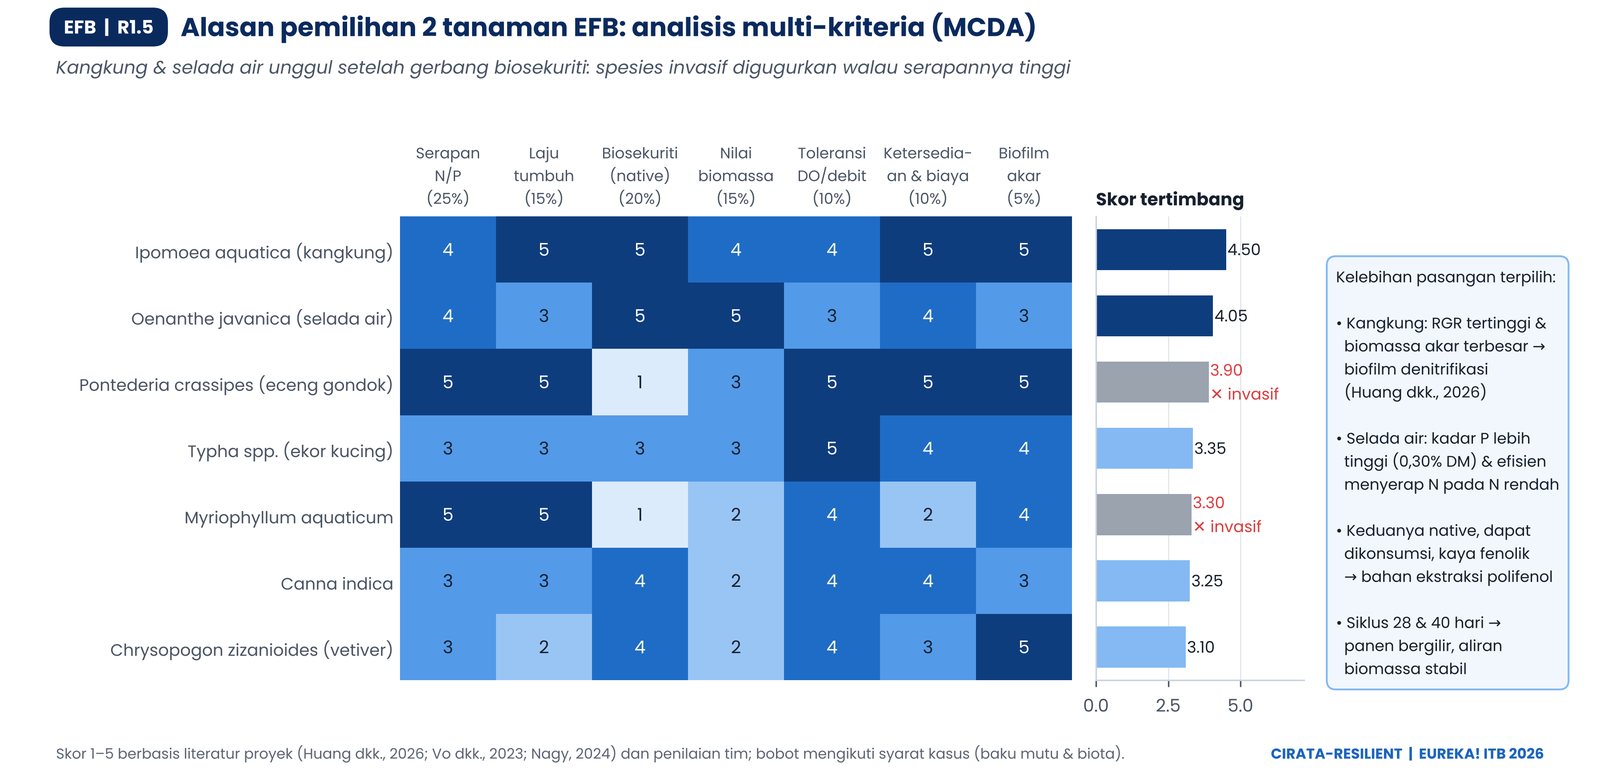 EFB | R1.5
Alasan pemilihan 2 tanaman EFB: analisis multi-kriteria (MCDA)
Kangkung & selada air unggul setelah gerbang biosekuriti: spesies invasif digugurkan walau serapannya tinggi
Serapan N/P (25%)
Laju tumbuh (15%)
Biosekuriti (native) (20%)
Nilai biomassa (15%)
Toleransi DO/debit (10%)
Ketersedia-an & biaya (10%)
Biofilm akar (5%)
Skor tertimbang
Ipomoea aquatica (kangkung) 4 5 5 4 4 5 5 4.50
Oenanthe javanica (selada air) 4 3 5 5 3 4 3 4.05
Pontederia crassipes (eceng gondok) 5 5 1 3 5 5 5 3.90
× invasif
Typha spp. (ekor kucing) 3 3 3 3 5 4 4 3.35
Myriophyllum aquaticum 5 5 1 2 4 2 4 3.30
× invasif
Canna indica 3 3 4 2 4 4 3 3.25
Chrysopogon zizanioides (vetiver) 3 2 4 2 4 3 5 3.10
0.0 2.5 5.0
Kelebihan pasangan terpilih:
• Kangkung: RGR tertinggi &
biomassa akar terbesar →
biofilm denitrifikasi
(Huang dkk., 2026)
• Selada air: kadar P lebih
tinggi (0,30% DM) & efisien
menyerap N pada N rendah
• Keduanya native, dapat
dikonsumsi, kaya fenolik
→ bahan ekstraksi polifenol
• Siklus 28 & 40 hari →
panen bergilir, aliran
biomassa stabil
Skor 1–5 berbasis literatur proyek (Huang dkk., 2026; Vo dkk., 2023; Nagy, 2024) dan penilaian tim; bobot mengikuti syarat kasus (baku mutu & biota).
CIRATA-RESILIENT | EUREKA! ITB 2026